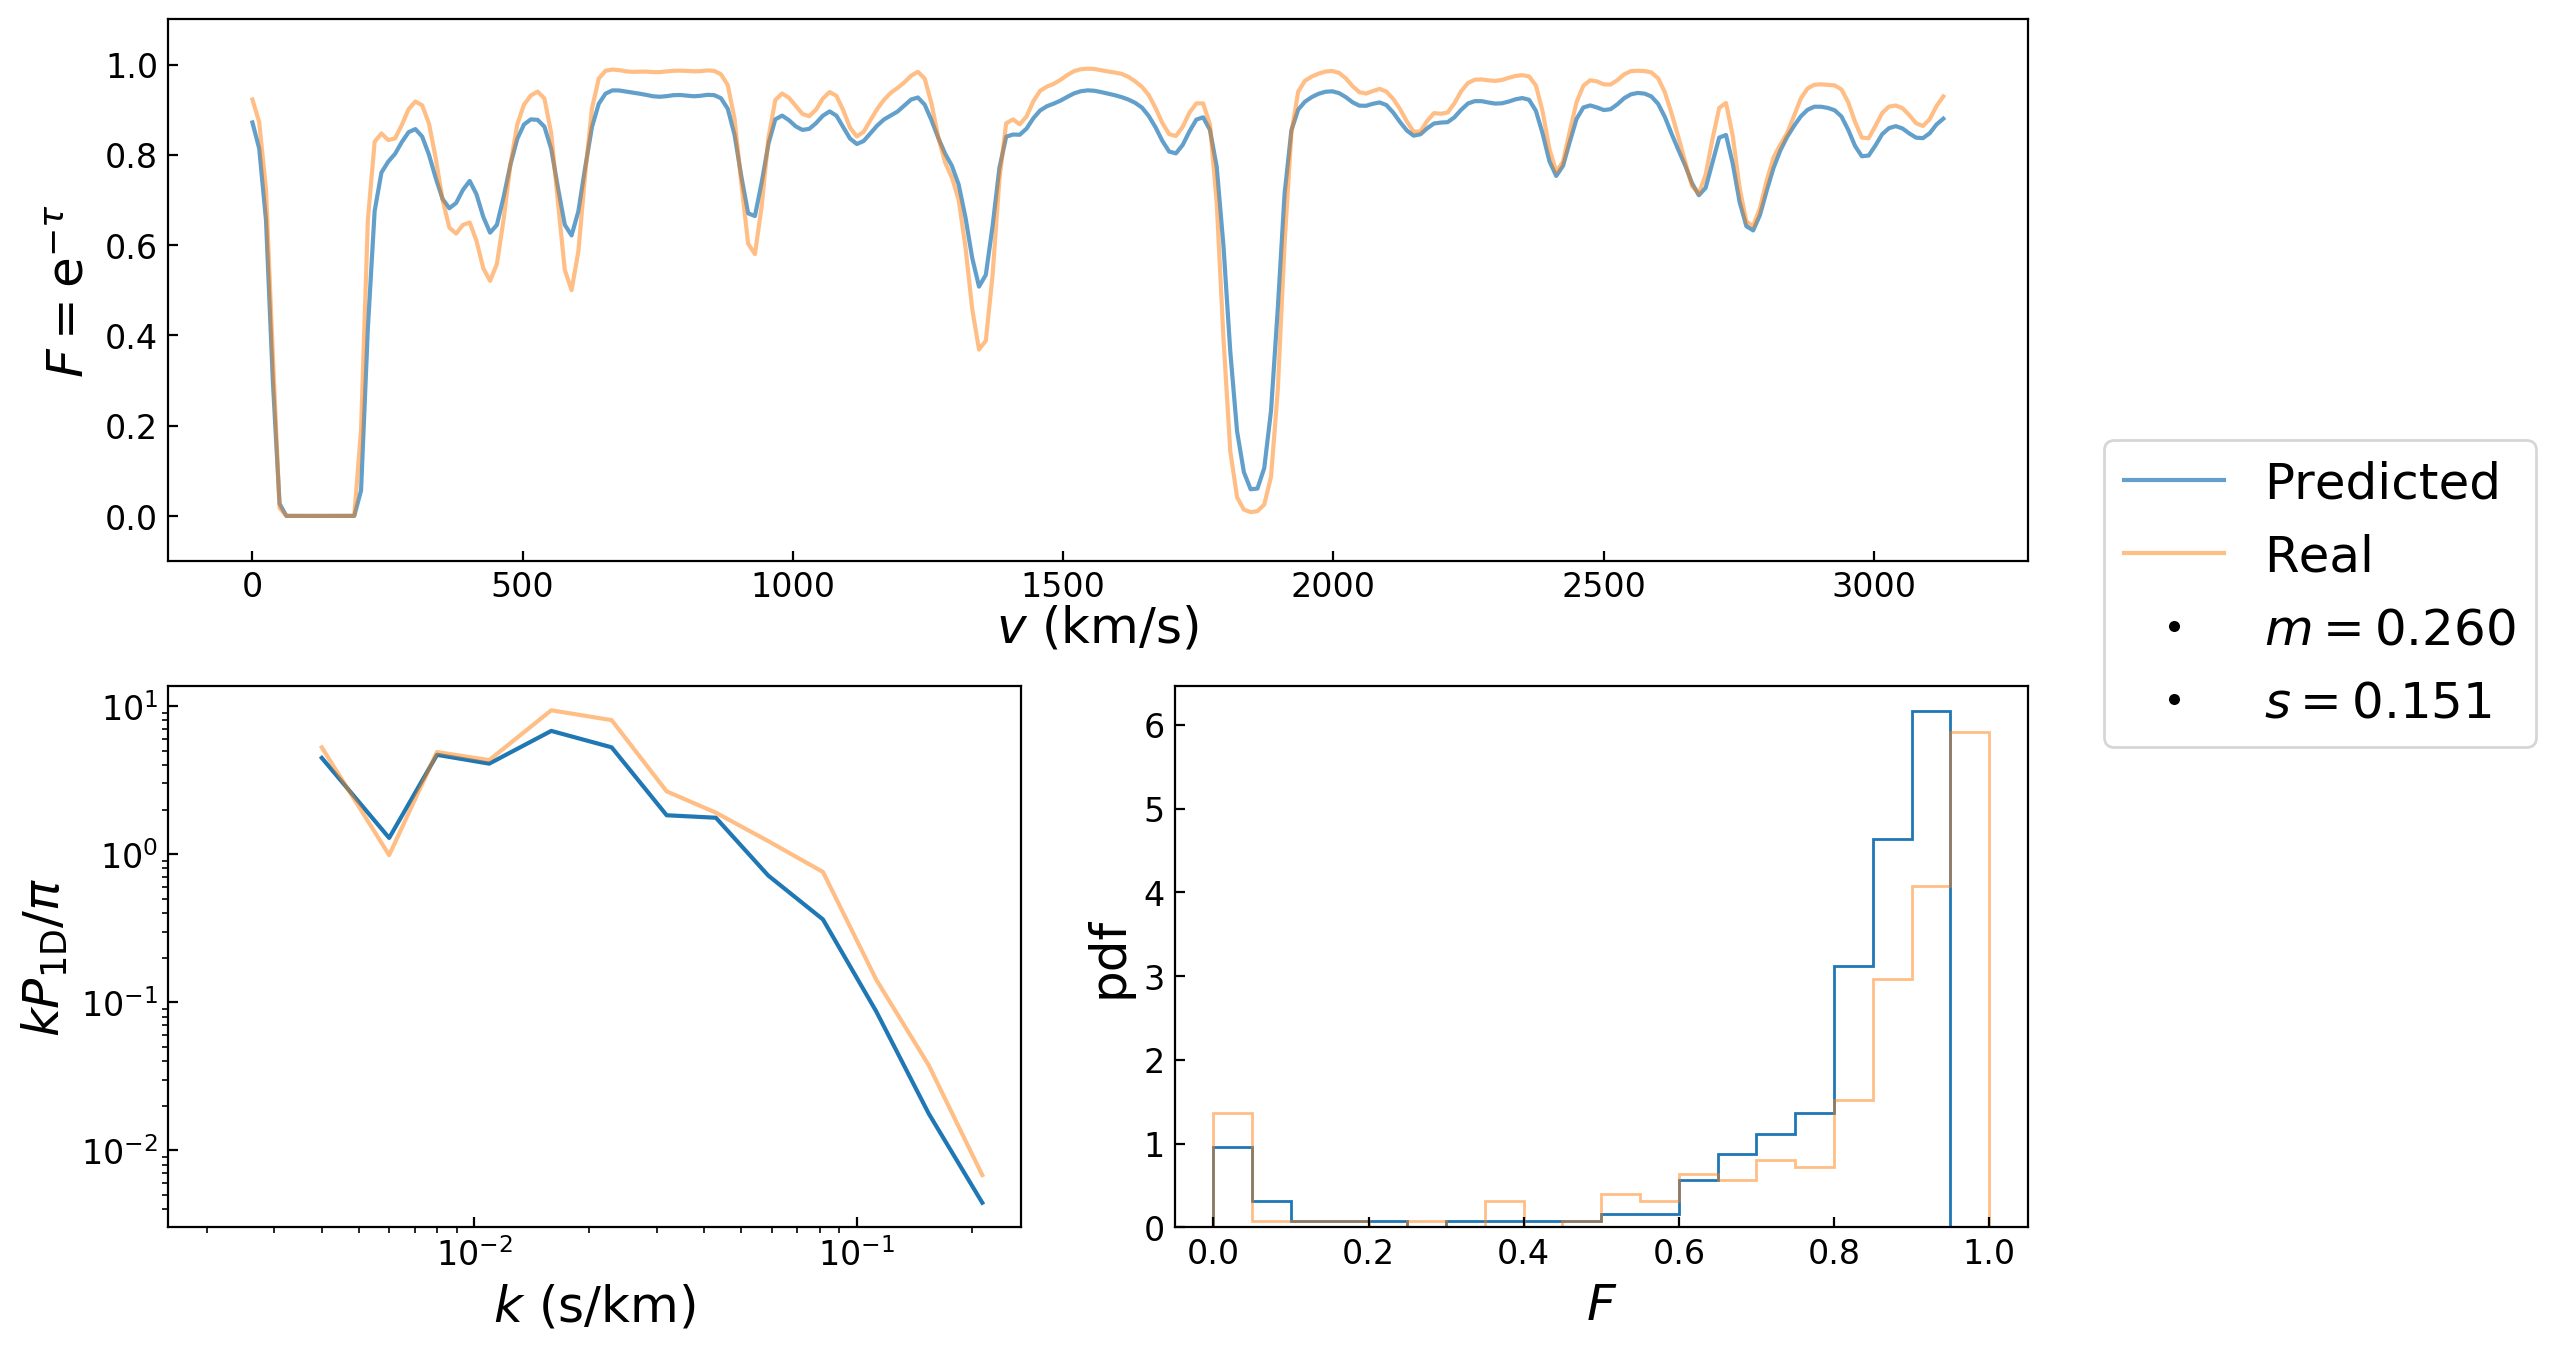 1.0
0.8
0.6
0.4
0.2
0.0
F = e^{−τ}
0 500 1000 1500 2000 2500 3000
v (km/s)
Predicted
Real
m = 0.260
s = 0.151
10^1
10^0
10^{−1}
10^{−2}
kP_{1D}/π
10^{−2} 10^{−1}
k (s/km)
6
5
4
3
2
1
0
pdf
0.0 0.2 0.4 0.6 0.8 1.0
F